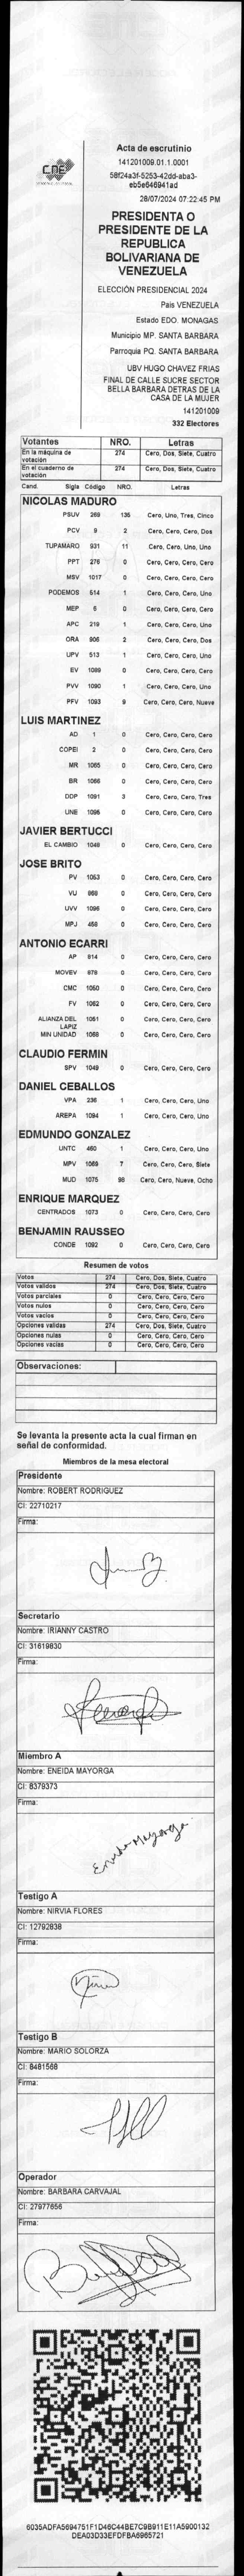 CNE
Acta de escrutinio
141201009.01.1.0001
58f24a3f-5253-42dd-aba3-
eb5e646941ad
28/07/2024 07:22:45 PM
PRESIDENTA O
PRESIDENTE DE LA
REPUBLICA
BOLIVARIANA DE
VENEZUELA
ELECCIÓN PRESIDENCIAL 2024
Pais VENEZUELA
Estado EDO. MONAGAS
Municipio MP. SANTA BARBARA
Parroquia PQ. SANTA BARBARA
UBV HUGO CHAVEZ FRIAS
FINAL DE CALLE SUCRE SECTOR
BELLA BARBARA DETRAS DE LA
CASA DE LA MUJER
141201009
332 Electores
Votantes NRO. Letras
En la máquina de votación 274 Cero, Dos, Siete, Cuatro
En el cuaderno de votación 274 Cero, Dos, Siete, Cuatro
Cand. Sigla Código NRO. Letras
NICOLAS MADURO
PSUV 269 135 Cero, Uno, Tres, Cinco
PCV 9 2 Cero, Cero, Cero, Dos
TUPAMARO 931 11 Cero, Cero, Uno, Uno
PPT 276 0 Cero, Cero, Cero, Cero
MSV 1017 0 Cero, Cero, Cero, Cero
PODEMOS 514 1 Cero, Cero, Cero, Uno
MEP 6 0 Cero, Cero, Cero, Cero
APC 219 1 Cero, Cero, Cero, Uno
ORA 906 2 Cero, Cero, Cero, Dos
UPV 513 1 Cero, Cero, Cero, Uno
EV 1089 0 Cero, Cero, Cero, Cero
PVV 1090 1 Cero, Cero, Cero, Uno
PFV 1093 9 Cero, Cero, Cero, Nueve
LUIS MARTINEZ
AD 1 0 Cero, Cero, Cero, Cero
COPEI 2 0 Cero, Cero, Cero, Cero
MR 1065 0 Cero, Cero, Cero, Cero
BR 1066 0 Cero, Cero, Cero, Cero
DDP 1091 3 Cero, Cero, Cero, Tres
UNE 1095 0 Cero, Cero, Cero, Cero
JAVIER BERTUCCI
EL CAMBIO 1048 0 Cero, Cero, Cero, Cero
JOSE BRITO
PV 1053 0 Cero, Cero, Cero, Cero
VU 868 0 Cero, Cero, Cero, Cero
UVV 1096 0 Cero, Cero, Cero, Cero
MPJ 458 0 Cero, Cero, Cero, Cero
ANTONIO ECARRI
AP 914 0 Cero, Cero, Cero, Cero
MOVEV 878 0 Cero, Cero, Cero, Cero
CMC 1050 0 Cero, Cero, Cero, Cero
FV 1062 0 Cero, Cero, Cero, Cero
ALIANZA DEL LAPIZ 1051 0 Cero, Cero, Cero, Cero
MIN UNIDAD 1068 0 Cero, Cero, Cero, Cero
CLAUDIO FERMIN
SPV 1049 0 Cero, Cero, Cero, Cero
DANIEL CEBALLOS
VPA 236 1 Cero, Cero, Cero, Uno
AREPA 1094 1 Cero, Cero, Cero, Uno
EDMUNDO GONZALEZ
UNTC 460 1 Cero, Cero, Cero, Uno
MPV 1069 7 Cero, Cero, Cero, Siete
MUD 1075 98 Cero, Cero, Nueve, Ocho
ENRIQUE MARQUEZ
CENTRADOS 1073 0 Cero, Cero, Cero, Cero
BENJAMIN RAUSSEO
CONDE 1092 0 Cero, Cero, Cero, Cero
Resumen de votos
Votos 274 Cero, Dos, Siete, Cuatro
Votos validos 274 Cero, Dos, Siete, Cuatro
Votos parciales 0 Cero, Cero, Cero, Cero
Votos nulos 0 Cero, Cero, Cero, Cero
Votos vacios 0 Cero, Cero, Cero, Cero
Opciones validas 274 Cero, Dos, Siete, Cuatro
Opciones nulas 0 Cero, Cero, Cero, Cero
Opciones vacias 0 Cero, Cero, Cero, Cero
Observaciones:
Se levanta la presente acta la cual firman en
señal de conformidad.
Miembros de la mesa electoral
Presidente
Nombre: ROBERT RODRIGUEZ
CI: 22710217
Firma:
Secretario
Nombre: IRIANNY CASTRO
CI: 31619830
Firma:
Miembro A
Nombre: ENEIDA MAYORGA
CI: 8379373
Firma:
Eneida Mayorga
Testigo A
Nombre: NIRVIA FLORES
CI: 12792838
Firma:
Testigo B
Nombre: MARIO SOLORZA
CI: 8481568
Firma:
Operador
Nombre: BARBARA CARVAJAL
CI: 27977656
Firma:
6035ADFA5694751F1D46C44BE7C9B911E11A5900132
DEA03D33EFDFBA6965721